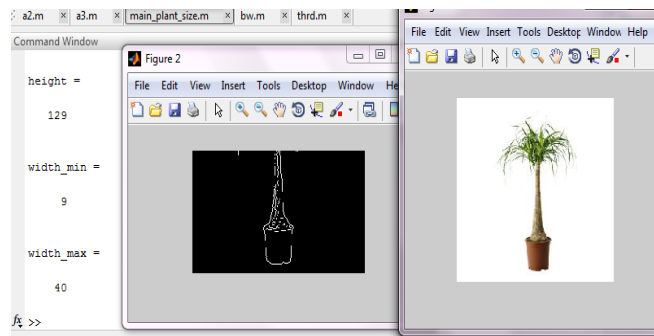 a2.m × a3.m × main_plant_size.m × bw.m × thrd.m ×
Command Window
height =
129
width_min =
9
width_max =
40
fx >>
Figure 2
File Edit View Insert Tools Desktop Window He
File Edit View Insert Tools Desktop Window Help